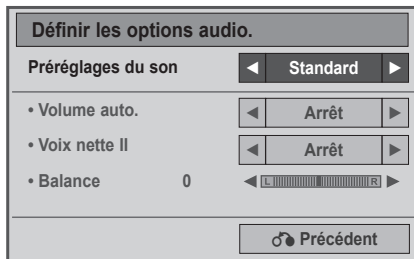 Définir les options audio.
Préréglages du son ◄ Standard ►
• Volume auto. ◄ Arrêt ►
• Voix nette II ◄ Arrêt ►
• Balance 0 ◄ L R ►
Précédent